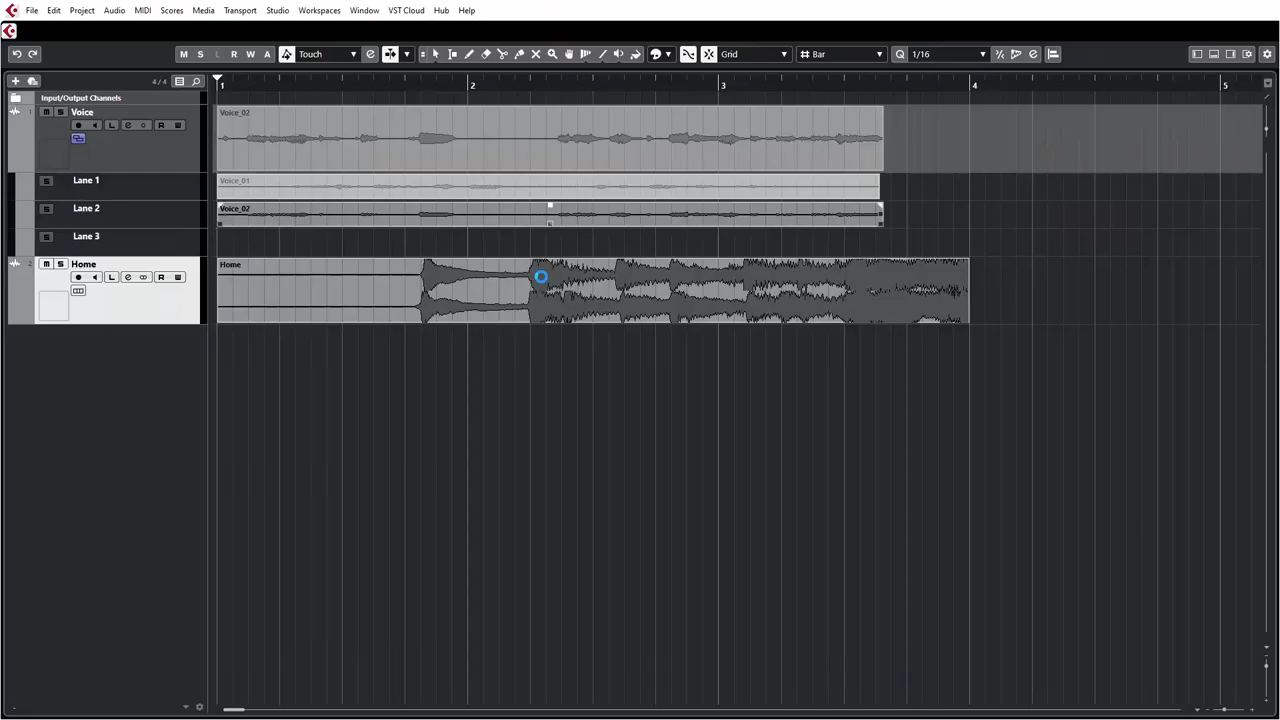 File Edit Project Audio MIDI Scores Media Transport Studio Workspaces Window VST Cloud Hub Help
M S L R W A Touch Grid Bar Q 1/16
4/4 1 2 3 4 5
Input/Output Channels
1 M S Voice Voice_02
L e R
Lane 1 Voice_01
S
Lane 2 Voice_02
S
Lane 3
S
2 M S Home Home
L e R